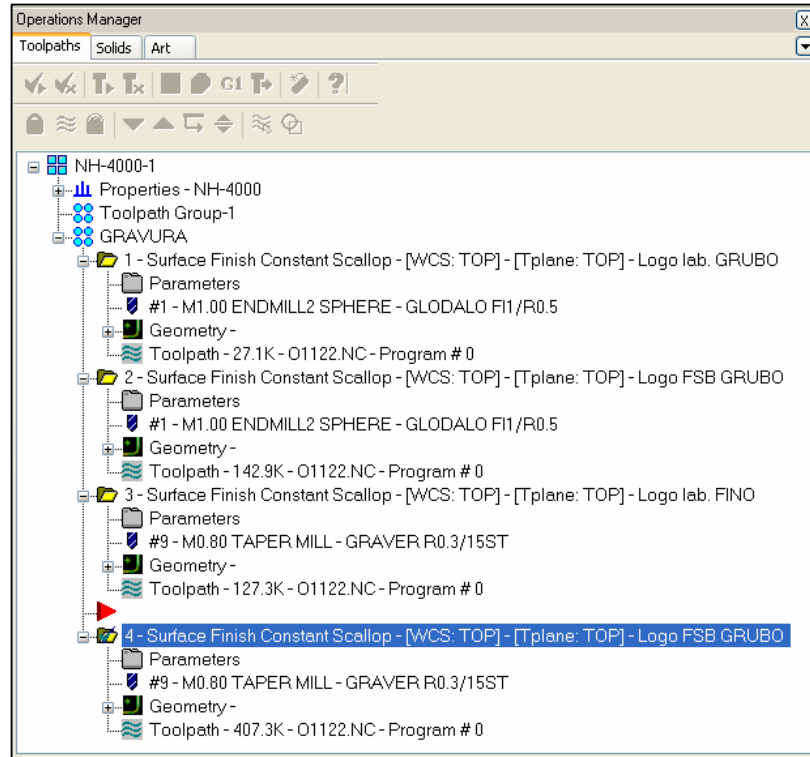 Operations Manager
Toolpaths Solids Art
G1
NH-4000-1
Properties - NH-4000
Toolpath Group-1
GRAVURA
1 - Surface Finish Constant Scallop - [WCS: TOP] - [Tplane: TOP] - Logo lab. GRUBO
Parameters
#1 - M1.00 ENDMILL2 SPHERE - GLODALO FI1/R0.5
Geometry -
Toolpath - 27.1K - O1122.NC - Program # 0
2 - Surface Finish Constant Scallop - [WCS: TOP] - [Tplane: TOP] - Logo FSB GRUBO
Parameters
#1 - M1.00 ENDMILL2 SPHERE - GLODALO FI1/R0.5
Geometry -
Toolpath - 142.9K - O1122.NC - Program # 0
3 - Surface Finish Constant Scallop - [WCS: TOP] - [Tplane: TOP] - Logo lab. FINO
Parameters
#9 - M0.80 TAPER MILL - GRAVER R0.3/15ST
Geometry -
Toolpath - 127.3K - O1122.NC - Program # 0
4 - Surface Finish Constant Scallop - [WCS: TOP] - [Tplane: TOP] - Logo FSB GRUBO
Parameters
#9 - M0.80 TAPER MILL - GRAVER R0.3/15ST
Geometry -
Toolpath - 407.3K - O1122.NC - Program # 0